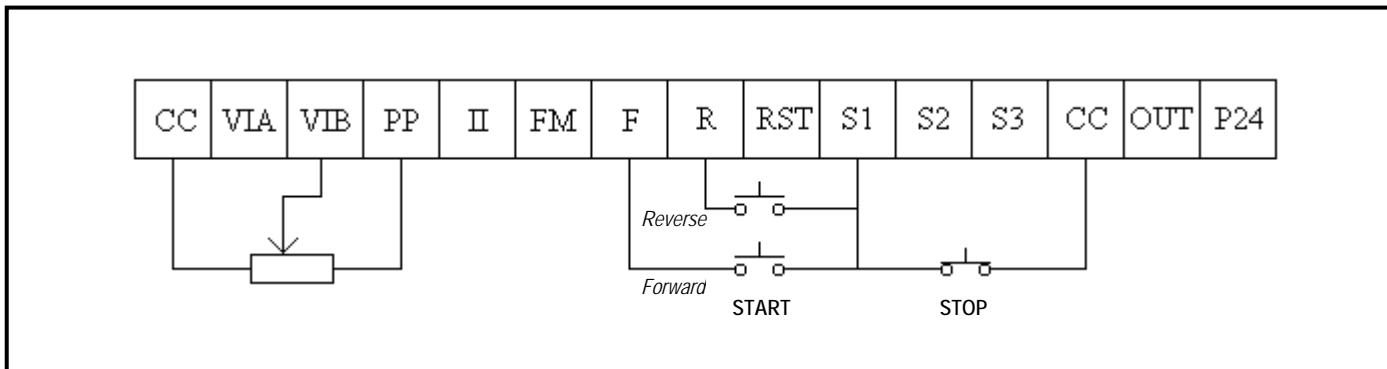 CC VIA VIB PP II FM F R RST S1 S2 S3 CC OUT P24
Reverse
Forward
START STOP